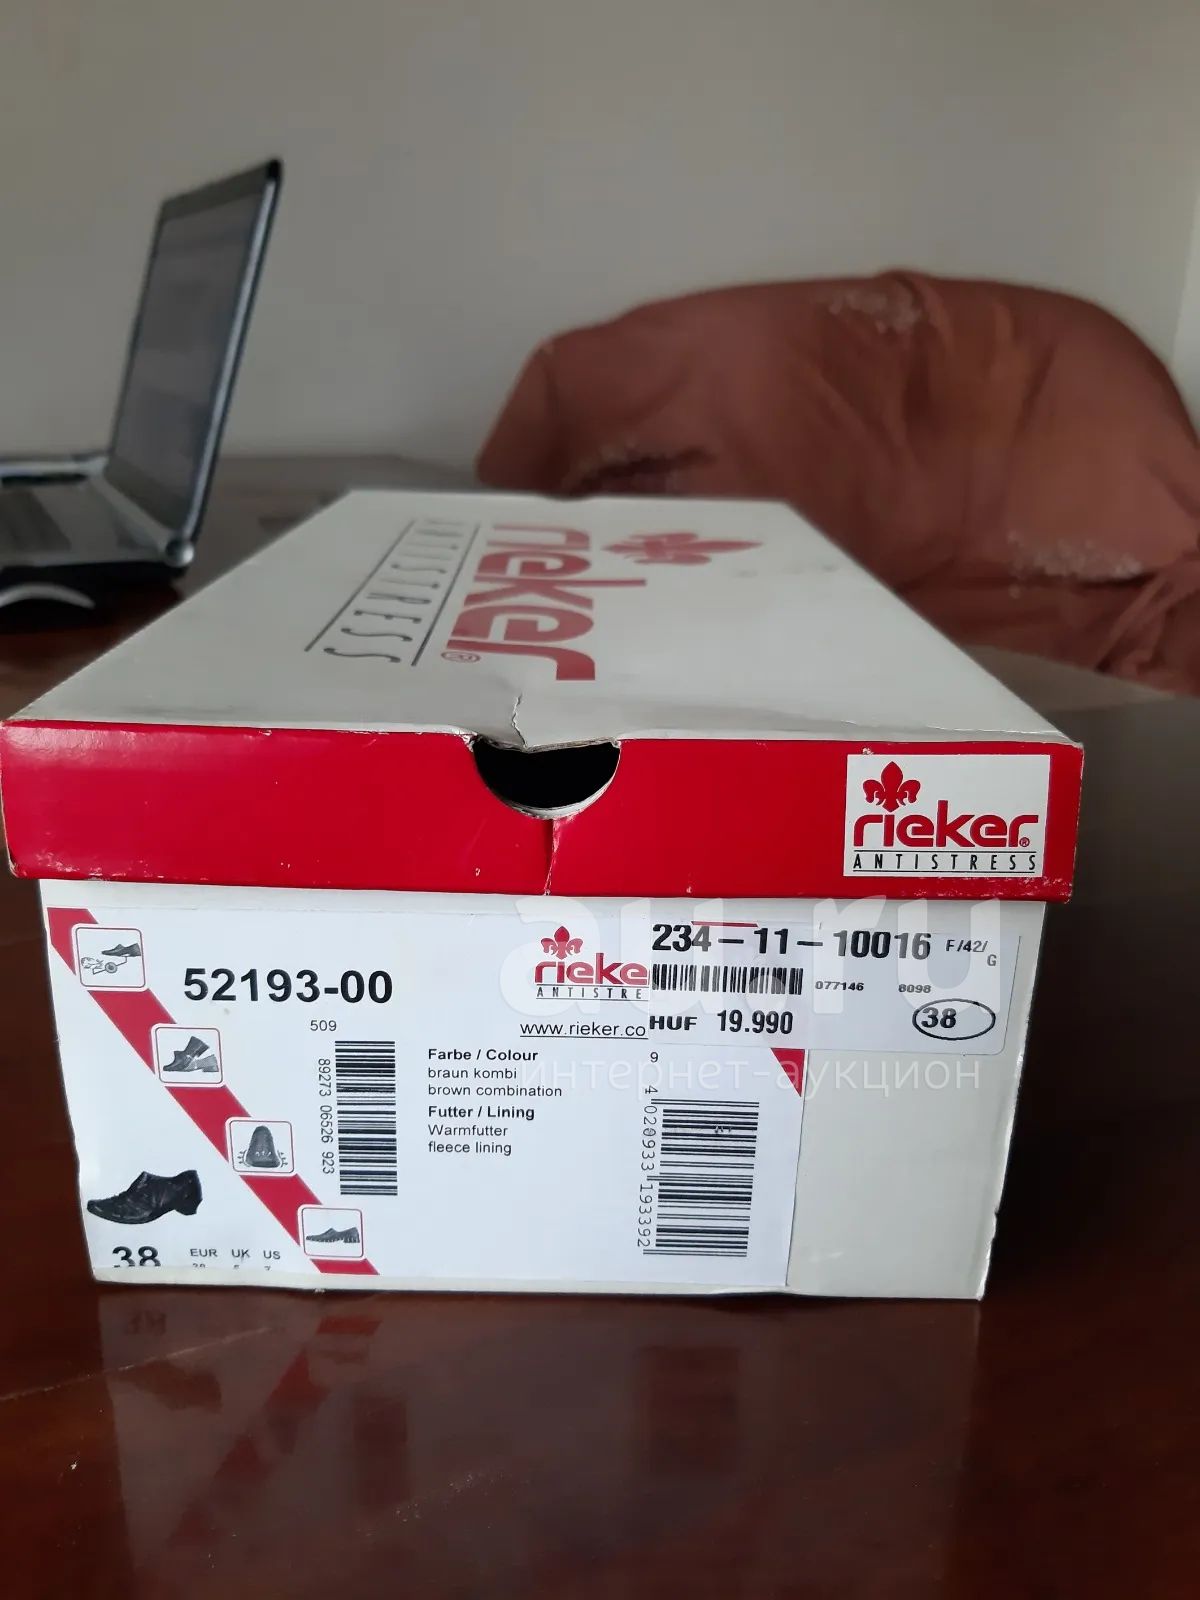 rieker®
ANTISTRESS
rieker®
ANTISTRESS
52193-00
509
89273 06526 923
rieke
ANTISTRE
www.rieker.co
Farbe / Colour
braun kombi
brown combination
Futter / Lining
Warmfutter
fleece lining
234-11-10016 F/42/
G
077146 8098
HUF 19.990 38
9
4 020933 193392
38 EUR UK US
au.ru
интернет-аукцион